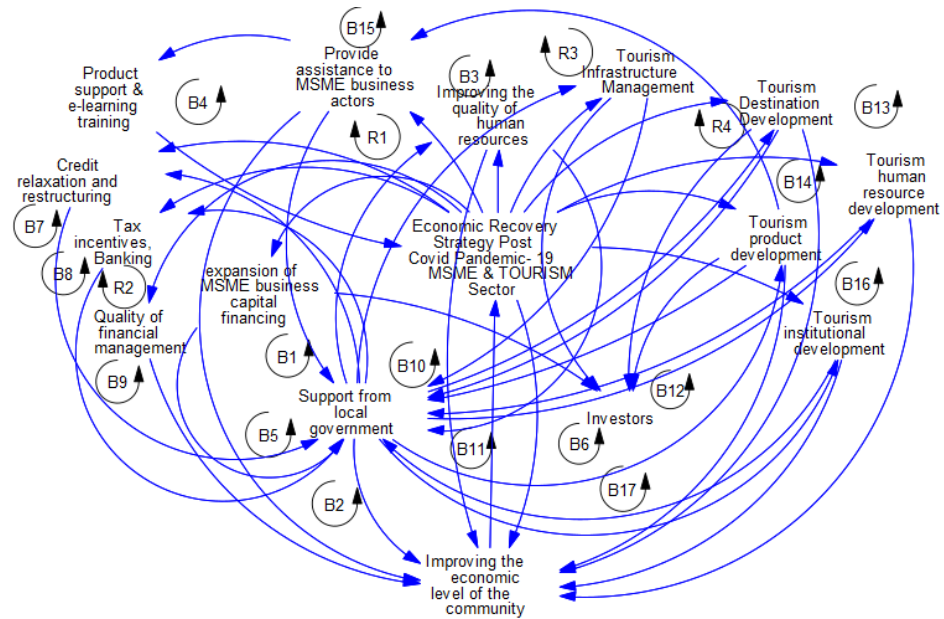 B15
Provide
assistance to
MSME business
actors
Product
support &
e-learning
training
B4
R1
B3
Improving the
quality of
human
resources
R3
Tourism
Infrastructure
Management
Tourism
Destination
Development
R4
B13
Credit
relaxation and
restructuring
B7
B8
Tax
incentives,
Banking
R2
Quality of
financial
management
B9
expansion of
MSME business
capital
financing
B1
Economic Recovery
Strategy Post
Covid Pandemic- 19
MSME & TOURISM
Sector
B14
Tourism
human
resource
development
Tourism
product
development
B16
Tourism
institutional
development
B10
Support from
local
government
B5
B2
B11
B12
Investors
B6
B17
Improving the
economic
level of the
community